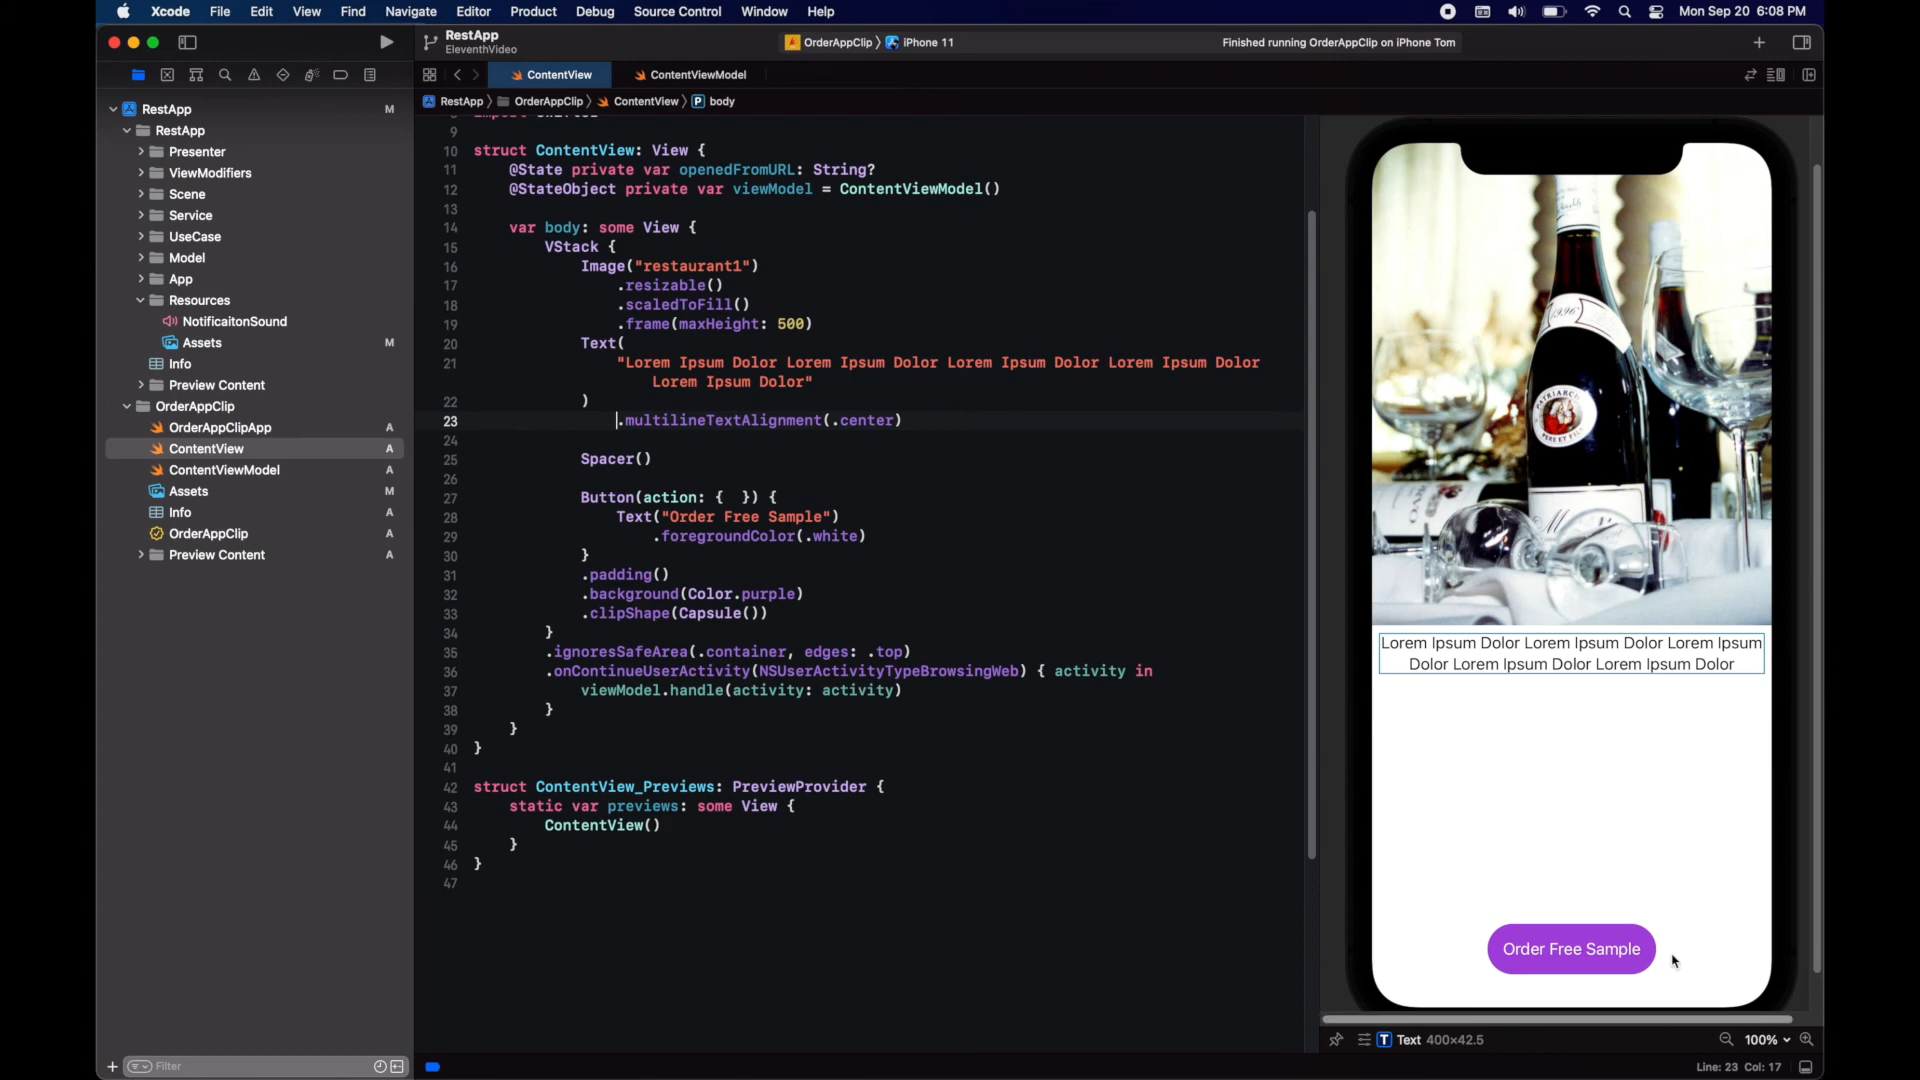 Xcode File Edit View Find Navigate Editor Product Debug Source Control Window Help
Mon Sep 20 6:08 PM
RestApp
EleventhVideo
OrderAppClip 〉 iPhone 11
Finished running OrderAppClip on iPhone Tom
ContentView
ContentViewModel
RestApp 〉 OrderAppClip 〉 ContentView 〉 P body
RestApp M
RestApp
Presenter
ViewModifiers
Scene
Service
UseCase
Model
App
Resources
NotificaitonSound
Assets M
Info
Preview Content
OrderAppClip
OrderAppClipApp A
ContentView A
ContentViewModel A
Assets M
Info A
OrderAppClip A
Preview Content A
Filter
9
10 struct ContentView: View {
11 @State private var openedFromURL: String?
12 @StateObject private var viewModel = ContentViewModel()
13
14 var body: some View {
15 VStack {
16 Image("restaurant1")
17 .resizable()
18 .scaledToFill()
19 .frame(maxHeight: 500)
20 Text(
21 "Lorem Ipsum Dolor Lorem Ipsum Dolor Lorem Ipsum Dolor Lorem Ipsum Dolor
Lorem Ipsum Dolor"
22 )
23 .multilineTextAlignment(.center)
24
25 Spacer()
26
27 Button(action: {  }) {
28 Text("Order Free Sample")
29 .foregroundColor(.white)
30 }
31 .padding()
32 .background(Color.purple)
33 .clipShape(Capsule())
34 }
35 .ignoresSafeArea(.container, edges: .top)
36 .onContinueUserActivity(NSUserActivityTypeBrowsingWeb) { activity in
37 viewModel.handle(activity: activity)
38 }
39 }
40 }
41
42 struct ContentView_Previews: PreviewProvider {
43 static var previews: some View {
44 ContentView()
45 }
46 }
47
1996
PATRIARCHE
PÈRE ET FILS
Lorem Ipsum Dolor Lorem Ipsum Dolor Lorem Ipsum
Dolor Lorem Ipsum Dolor Lorem Ipsum Dolor
Order Free Sample
T Text 400×42.5
100%
Line: 23 Col: 17